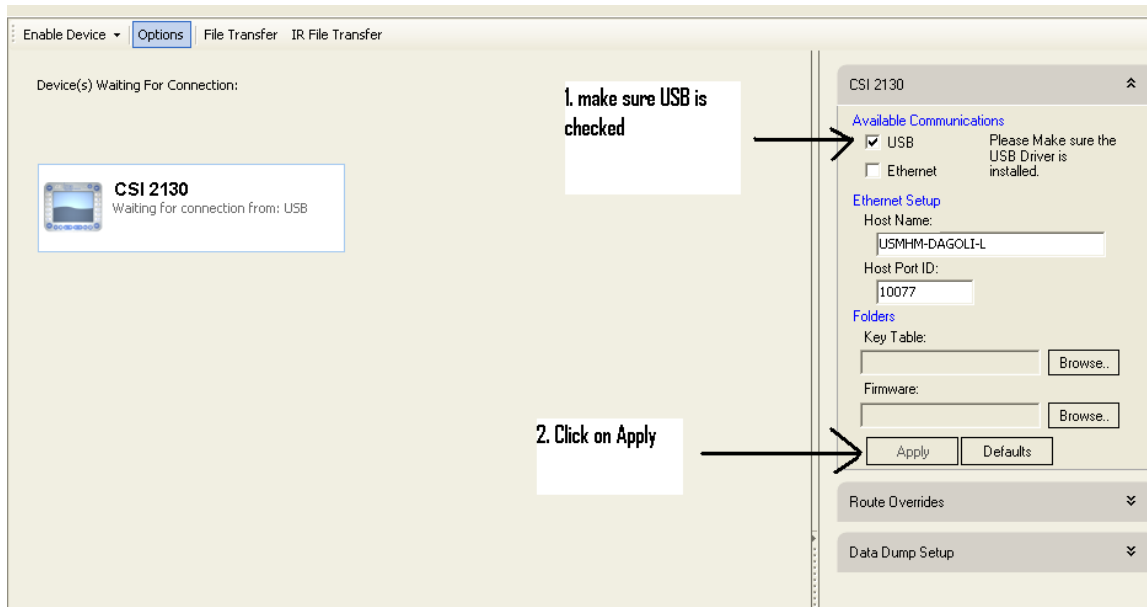 Enable Device Options File Transfer IR File Transfer
Device(s) Waiting For Connection:
CSI 2130
Waiting for connection from: USB
1. make sure USB is
checked
2. Click on Apply
CSI 2130
Available Communications
USB
Please Make sure the
USB Driver is
installed.
Ethernet
Ethernet Setup
Host Name:
USMHM-DAGOLI-L
Host Port ID:
10077
Folders
Key Table:
Browse..
Firmware:
Browse..
Apply Defaults
Route Overrides
Data Dump Setup